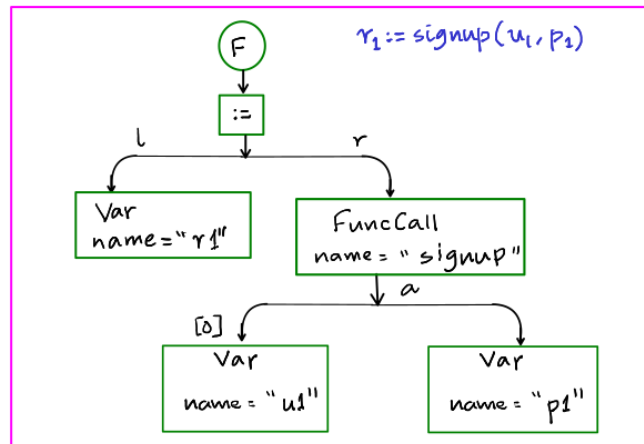 F
r₁ := signup(u₁, p₁)
:=
l
r
Var
name="r1"
FuncCall
name = "signup"
a
[0]
Var
name = "u1"
Var
name = "p1"